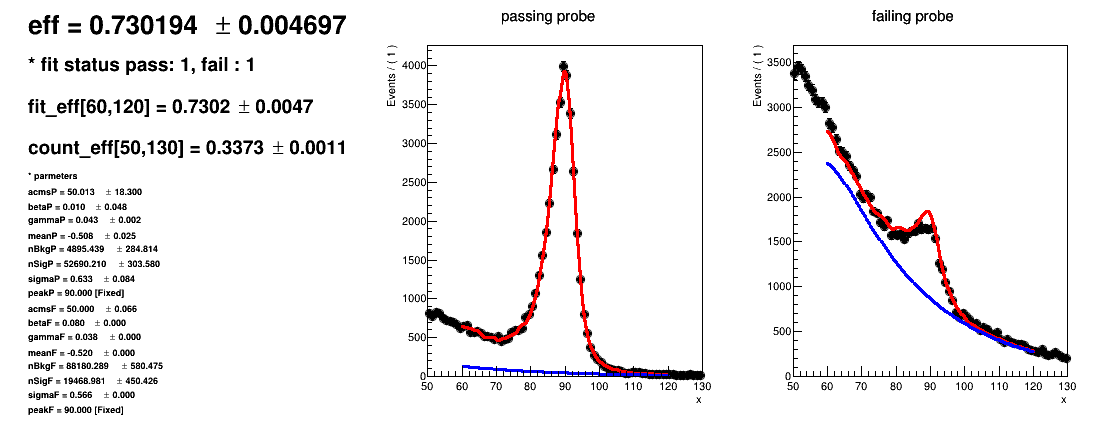 eff = 0.730194 ± 0.004697
* fit status pass: 1, fail : 1
fit_eff[60,120] = 0.7302 ± 0.0047
count_eff[50,130] = 0.3373 ± 0.0011
* parmeters
acmsP = 50.013 ± 18.300
betaP = 0.010 ± 0.048
gammaP = 0.043 ± 0.002
meanP = -0.508 ± 0.025
nBkgP = 4895.439 ± 284.814
nSigP = 52690.210 ± 303.580
sigmaP = 0.633 ± 0.084
peakP = 90.000 [Fixed]
acmsF = 50.000 ± 0.066
betaF = 0.080 ± 0.000
gammaF = 0.038 ± 0.000
meanF = -0.520 ± 0.000
nBkgF = 88180.289 ± 580.475
nSigF = 19468.981 ± 450.426
sigmaF = 0.566 ± 0.000
peakF = 90.000 [Fixed]
passing probe
Events / ( 1 )
4000
3500
3000
2500
2000
1500
1000
500
0
50 60 70 80 90 100 110 120 130
x
failing probe
Events / ( 1 )
3500
3000
2500
2000
1500
1000
500
0
50 60 70 80 90 100 110 120 130
x